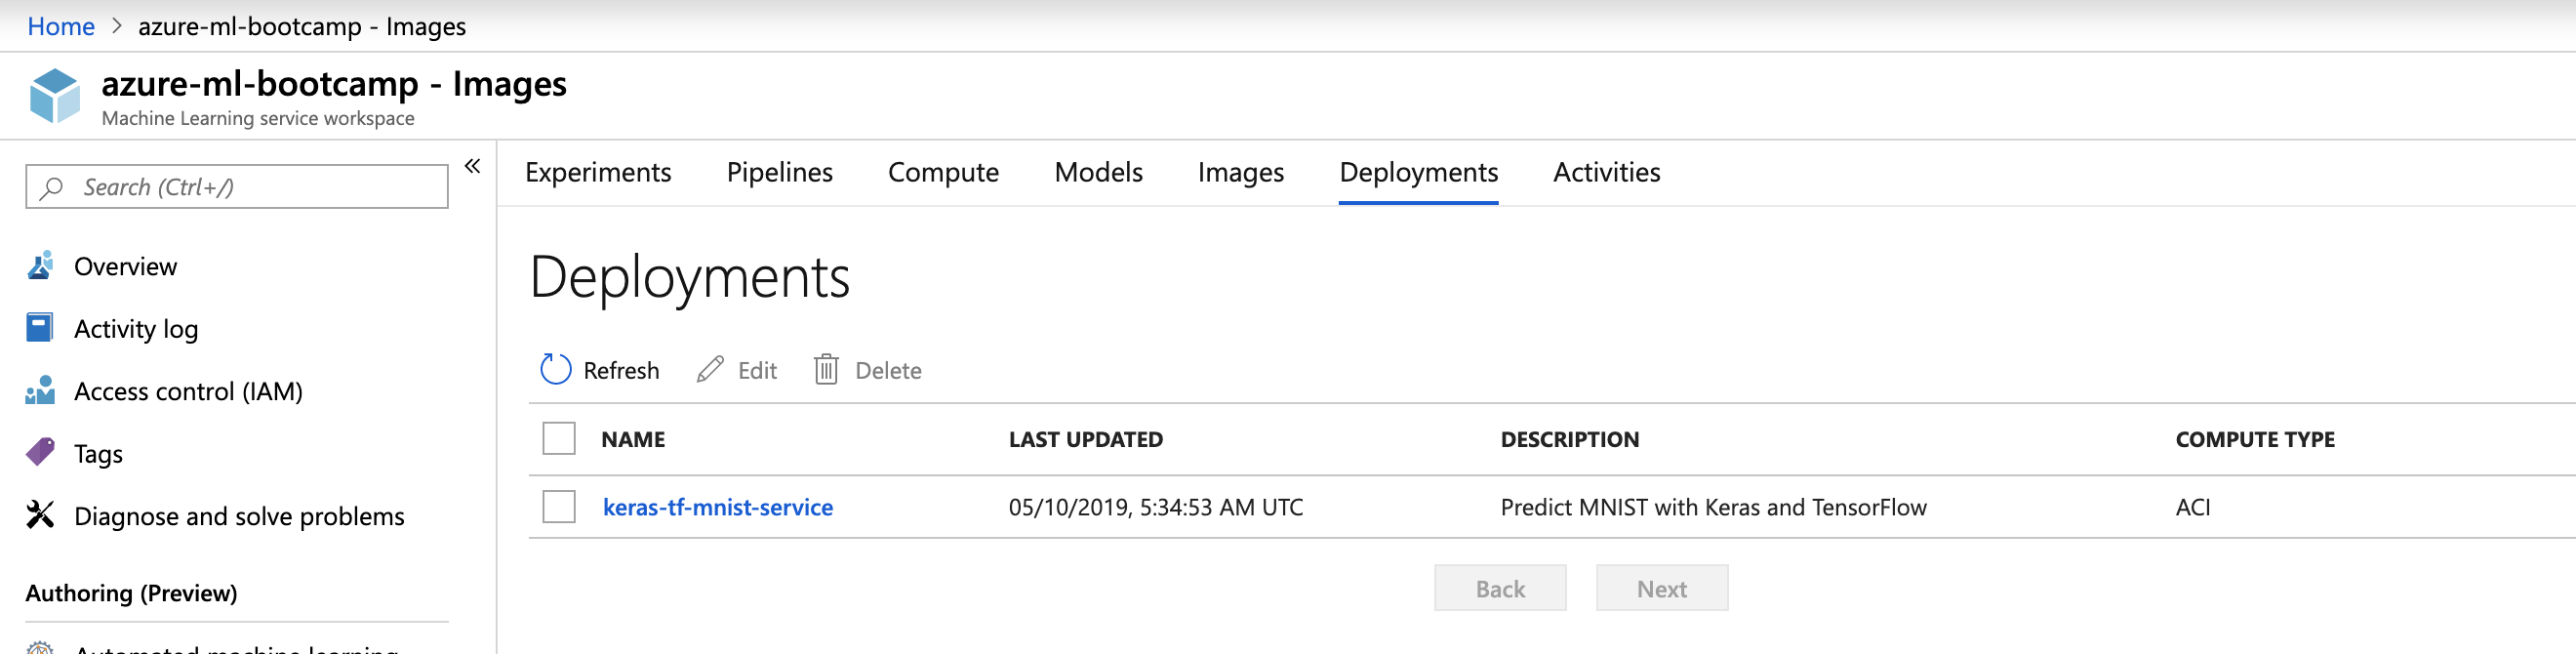 Home > azure-ml-bootcamp - Images
azure-ml-bootcamp - Images
Machine Learning service workspace
Search (Ctrl+/)
«
Overview
Activity log
Access control (IAM)
Tags
Diagnose and solve problems
Authoring (Preview)
Automated machine learning
Experiments Pipelines Compute Models Images Deployments Activities
Deployments
Refresh Edit Delete
NAME LAST UPDATED DESCRIPTION COMPUTE TYPE
keras-tf-mnist-service 05/10/2019, 5:34:53 AM UTC Predict MNIST with Keras and TensorFlow ACI
Back Next